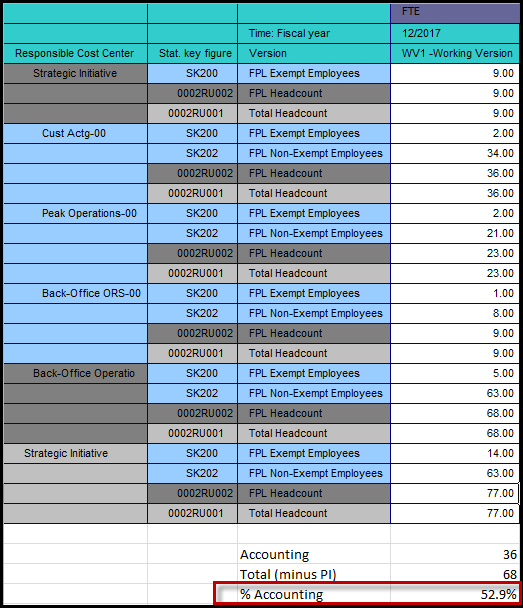 FTE
Time: Fiscal year 12/2017
Responsible Cost Center Stat. key figure Version WV1 -Working Version
Strategic Initiative SK200 FPL Exempt Employees 9.00
0002RU002 FPL Headcount 9.00
0002RU001 Total Headcount 9.00
Cust Actg-00 SK200 FPL Exempt Employees 2.00
SK202 FPL Non-Exempt Employees 34.00
0002RU002 FPL Headcount 36.00
0002RU001 Total Headcount 36.00
Peak Operations-00 SK200 FPL Exempt Employees 2.00
SK202 FPL Non-Exempt Employees 21.00
0002RU002 FPL Headcount 23.00
0002RU001 Total Headcount 23.00
Back-Office ORS-00 SK200 FPL Exempt Employees 1.00
SK202 FPL Non-Exempt Employees 8.00
0002RU002 FPL Headcount 9.00
0002RU001 Total Headcount 9.00
Back-Office Operatio SK200 FPL Exempt Employees 5.00
SK202 FPL Non-Exempt Employees 63.00
0002RU002 FPL Headcount 68.00
0002RU001 Total Headcount 68.00
Strategic Initiative SK200 FPL Exempt Employees 14.00
SK202 FPL Non-Exempt Employees 63.00
0002RU002 FPL Headcount 77.00
0002RU001 Total Headcount 77.00
Accounting 36
Total (minus PI) 68
% Accounting 52.9%